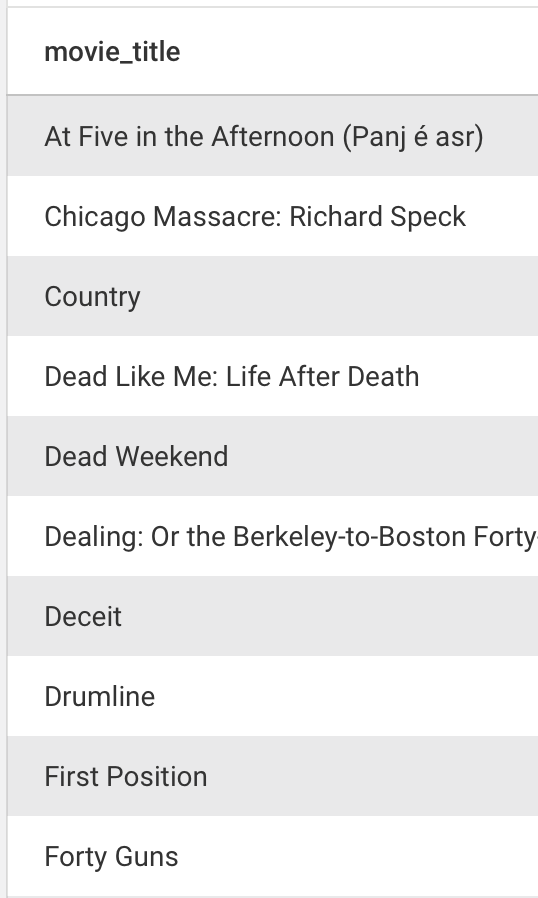 movie_title
At Five in the Afternoon (Panj é asr)
Chicago Massacre: Richard Speck
Country
Dead Like Me: Life After Death
Dead Weekend
Dealing: Or the Berkeley-to-Boston Forty-
Deceit
Drumline
First Position
Forty Guns